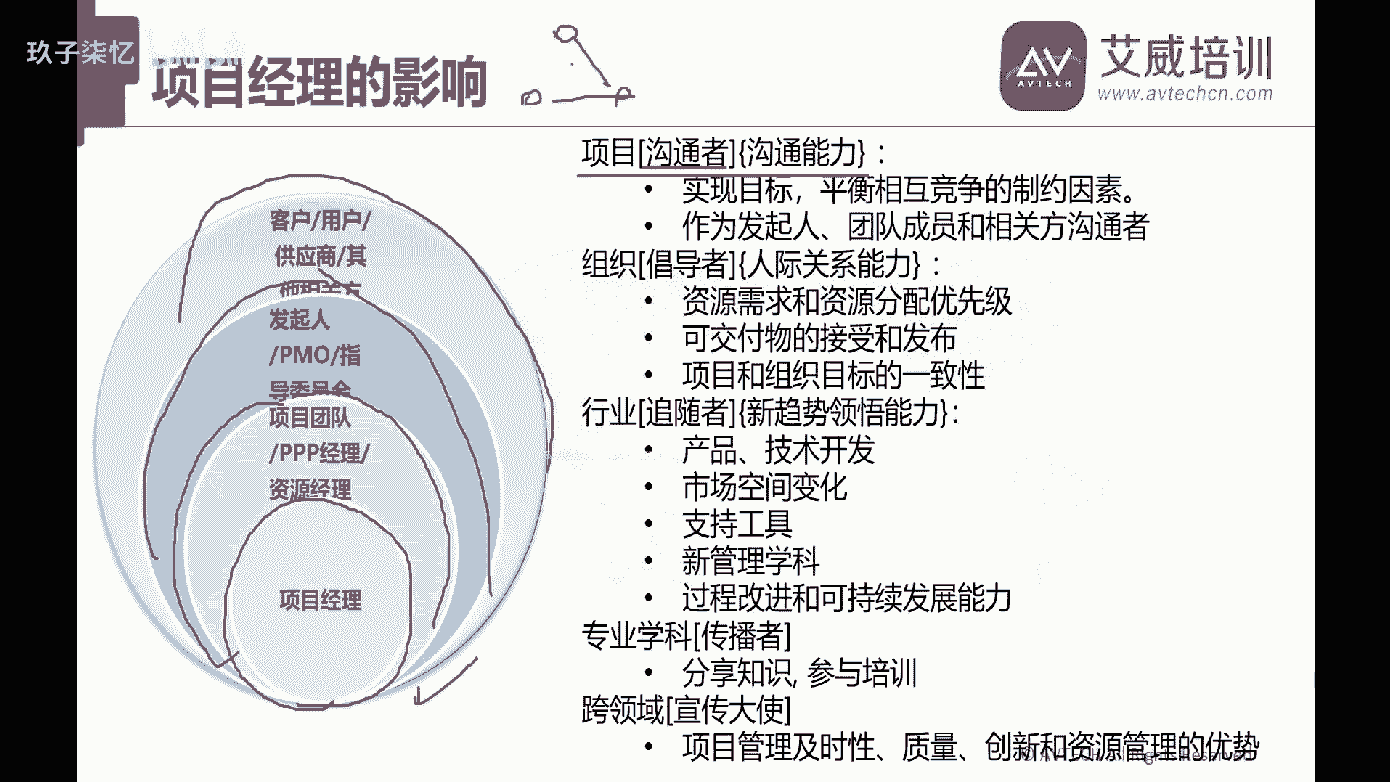 玖子柒忆
项目经理的影响
艾威培训
AVTECH
www.avtechcn.com
客户/用户/
供应商/其
他相关方
发起人
/PMO/指
导委员会
项目团队
/PPP经理/
资源经理
项目经理
项目[沟通者]{沟通能力}：
• 实现目标，平衡相互竞争的制约因素。
• 作为发起人、团队成员和相关方沟通者
组织[倡导者]{人际关系能力}：
• 资源需求和资源分配优先级
• 可交付物的接受和发布
• 项目和组织目标的一致性
行业[追随者]{新趋势领悟能力}：
• 产品、技术开发
• 市场空间变化
• 支持工具
• 新管理学科
• 过程改进和可持续发展能力
专业学科[传播者]
• 分享知识, 参与培训
跨领域[宣传大使]
• 项目管理及时性、质量、创新和资源管理的优势